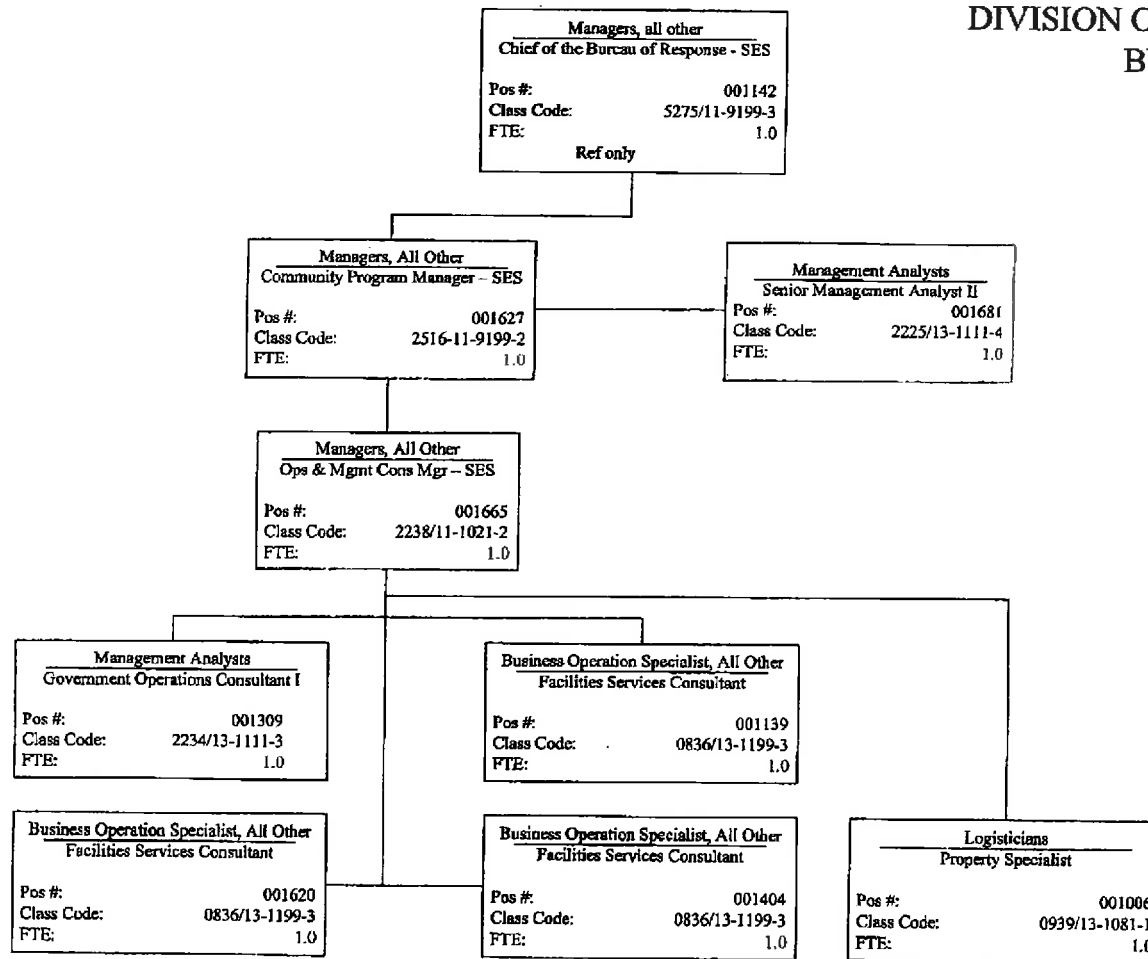 DIVISION O
B
Managers, all other
Chief of the Bureau of Response - SES
Pos #: 001142
Class Code: 5275/11-9199-3
FTE: 1.0
Ref only
Managers, All Other
Community Program Manager – SES
Pos #: 001627
Class Code: 2516-11-9199-2
FTE: 1.0
Management Analysts
Senior Management Analyst II
Pos #: 001681
Class Code: 2225/13-1111-4
FTE: 1.0
Managers, All Other
Ops & Mgmt Cons Mgr – SES
Pos #: 001665
Class Code: 2238/11-1021-2
FTE: 1.0
Management Analysts
Government Operations Consultant I
Pos #: 001309
Class Code: 2234/13-1111-3
FTE: 1.0
Business Operation Specialist, All Other
Facilities Services Consultant
Pos #: 001139
Class Code: 0836/13-1199-3
FTE: 1.0
Business Operation Specialist, All Other
Facilities Services Consultant
Pos #: 001620
Class Code: 0836/13-1199-3
FTE: 1.0
Business Operation Specialist, All Other
Facilities Services Consultant
Pos #: 001404
Class Code: 0836/13-1199-3
FTE: 1.0
Logisticians
Property Specialist
Pos #: 001006
Class Code: 0939/13-1081-1
FTE: 1.0